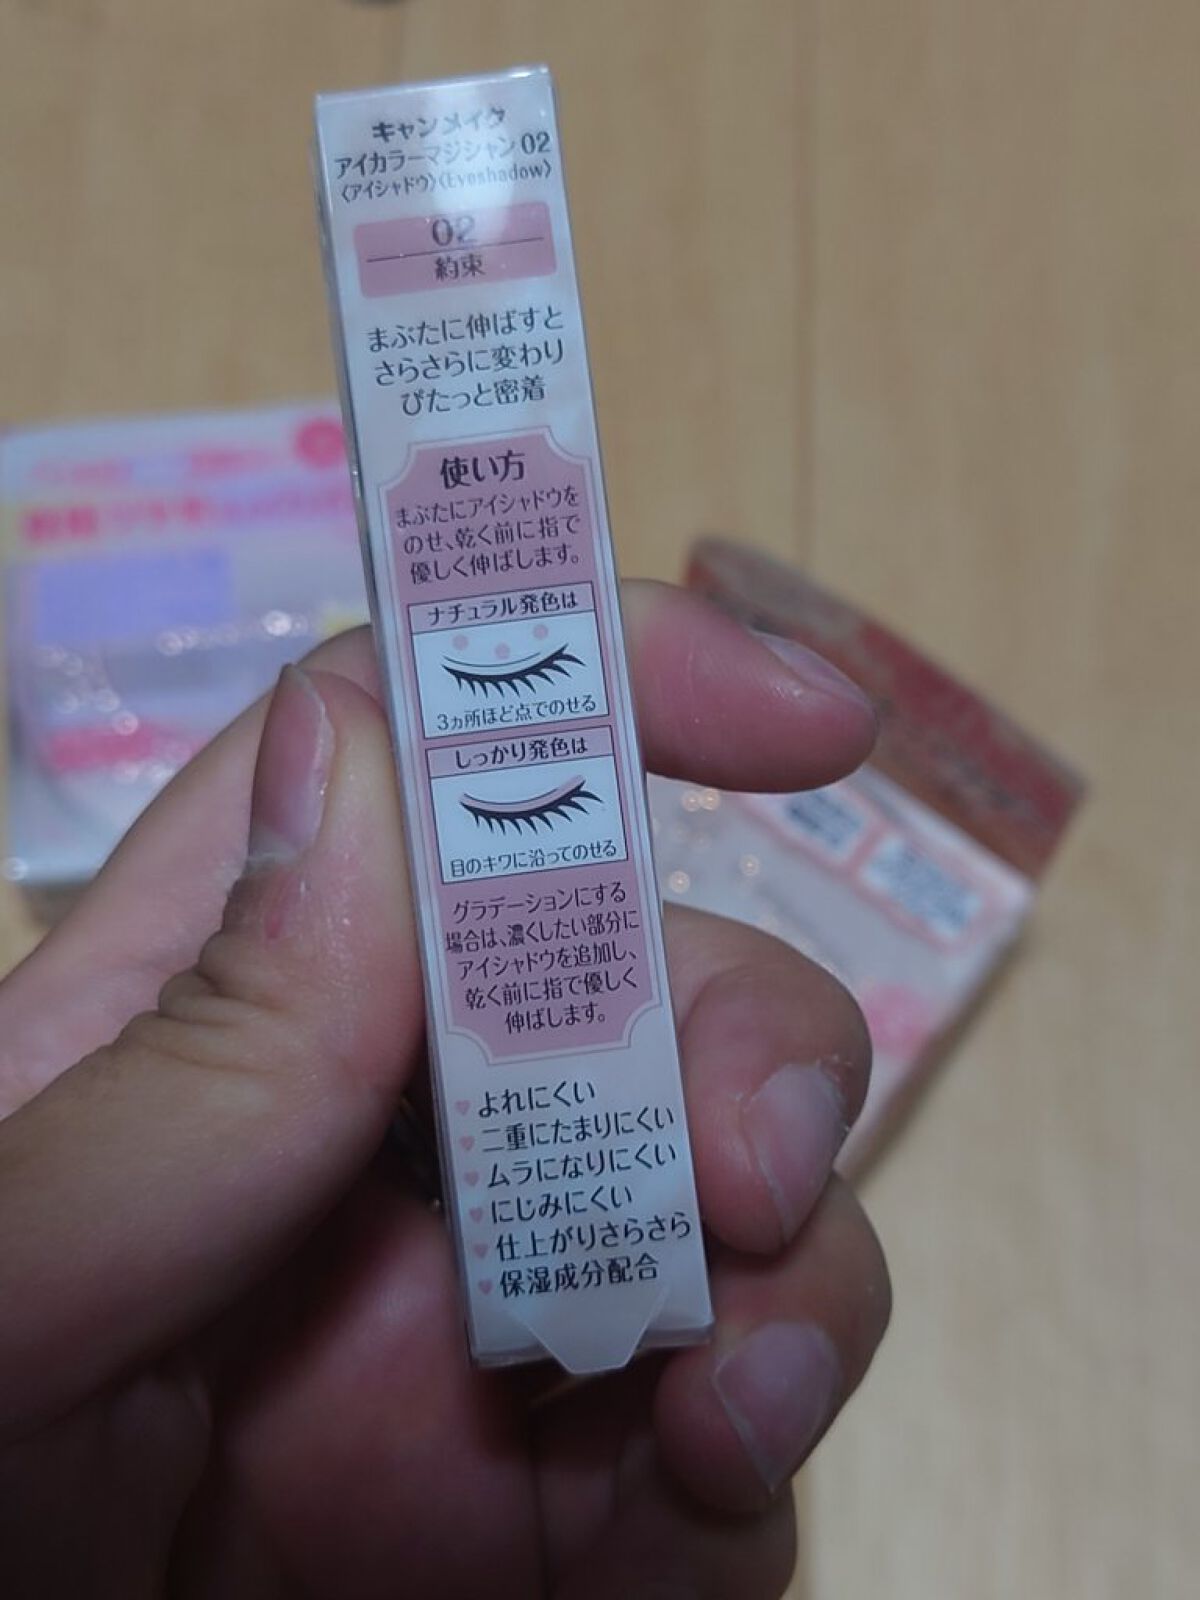 キャンメイク
アイカラーマジシャン 02
〈アイシャドウ〉〈Eyeshadow〉
02
約束
まぶたに伸ばすと
さらさらに変わり
ぴたっと密着
使い方
まぶたにアイシャドウを
のせ、乾く前に指で
優しく伸ばします。
ナチュラル発色は
3ヵ所ほど点でのせる
しっかり発色は
目のキワに沿ってのせる
グラデーションにする
場合は、濃くしたい部分に
アイシャドウを追加し、
乾く前に指で優しく
伸ばします。
よれにくい
二重にたまりにくい
ムラになりにくい
にじみにくい
仕上がりさらさら
保湿成分配合